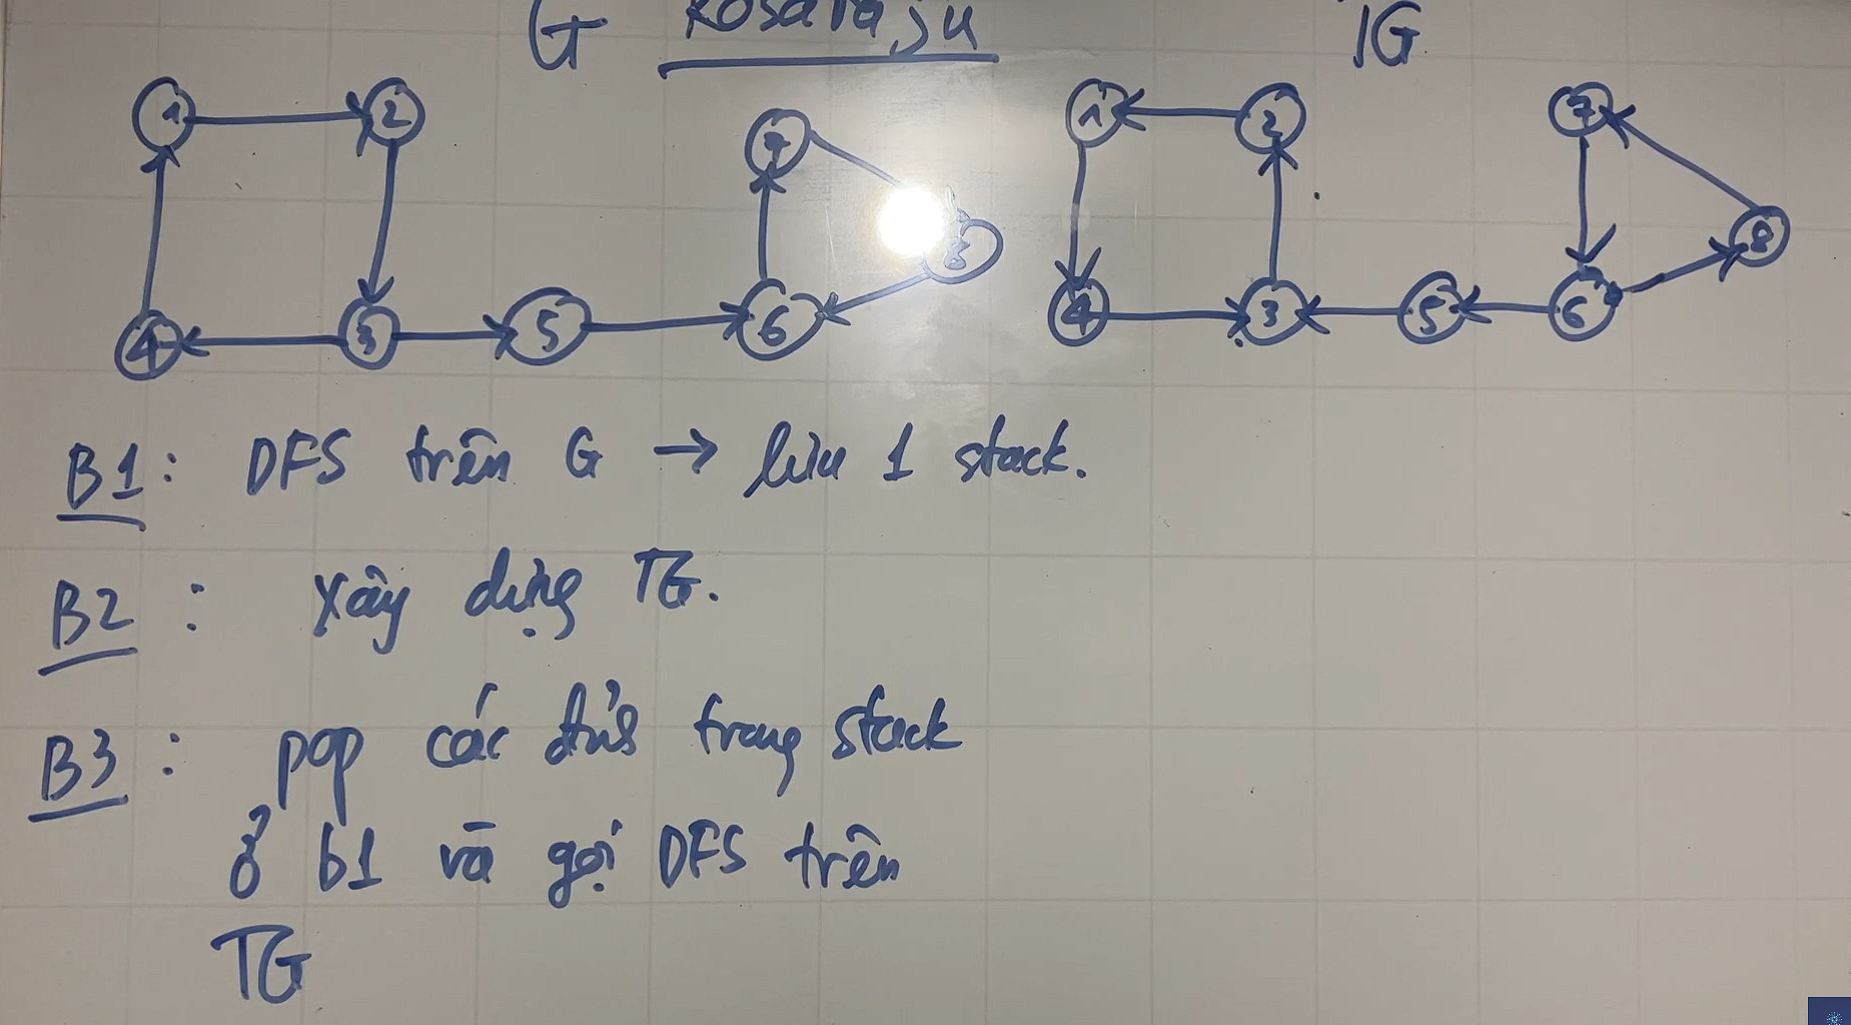 G Kosaraju TG
1 2 7 1 2 7
8 8
4 3 5 6 4 3 5 6
B1: DFS trên G → lưu 1 stack.
B2: Xây dựng TG.
B3: pop các đỉnh trong stack
ở b1 và gọi DFS trên
TG